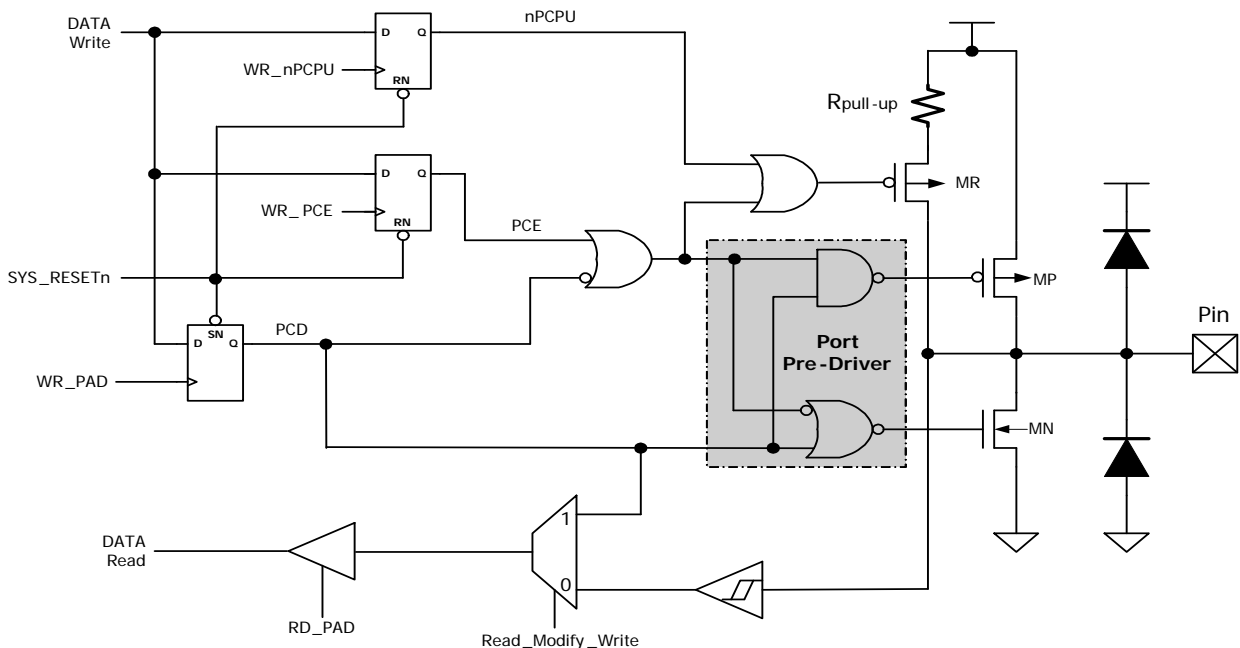 DATA
Write
D
Q
nPCPU
WR_nPCPU
RN
Rpull-up
D
Q
MR
WR_PCE
RN
PCE
SYS_RESETn
MP
SN
PCD
D
Q
Port
Pre-Driver
Pin
WR_PAD
MN
1
DATA
Read
0
RD_PAD
Read_Modify_Write